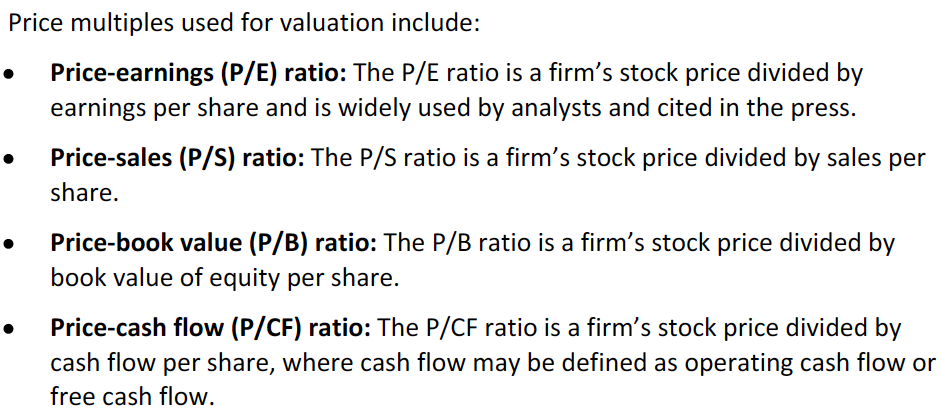 Price multiples used for valuation include:
• Price-earnings (P/E) ratio: The P/E ratio is a firm’s stock price divided by
earnings per share and is widely used by analysts and cited in the press.
• Price-sales (P/S) ratio: The P/S ratio is a firm’s stock price divided by sales per
share.
• Price-book value (P/B) ratio: The P/B ratio is a firm’s stock price divided by
book value of equity per share.
• Price-cash flow (P/CF) ratio: The P/CF ratio is a firm’s stock price divided by
cash flow per share, where cash flow may be defined as operating cash flow or
free cash flow.